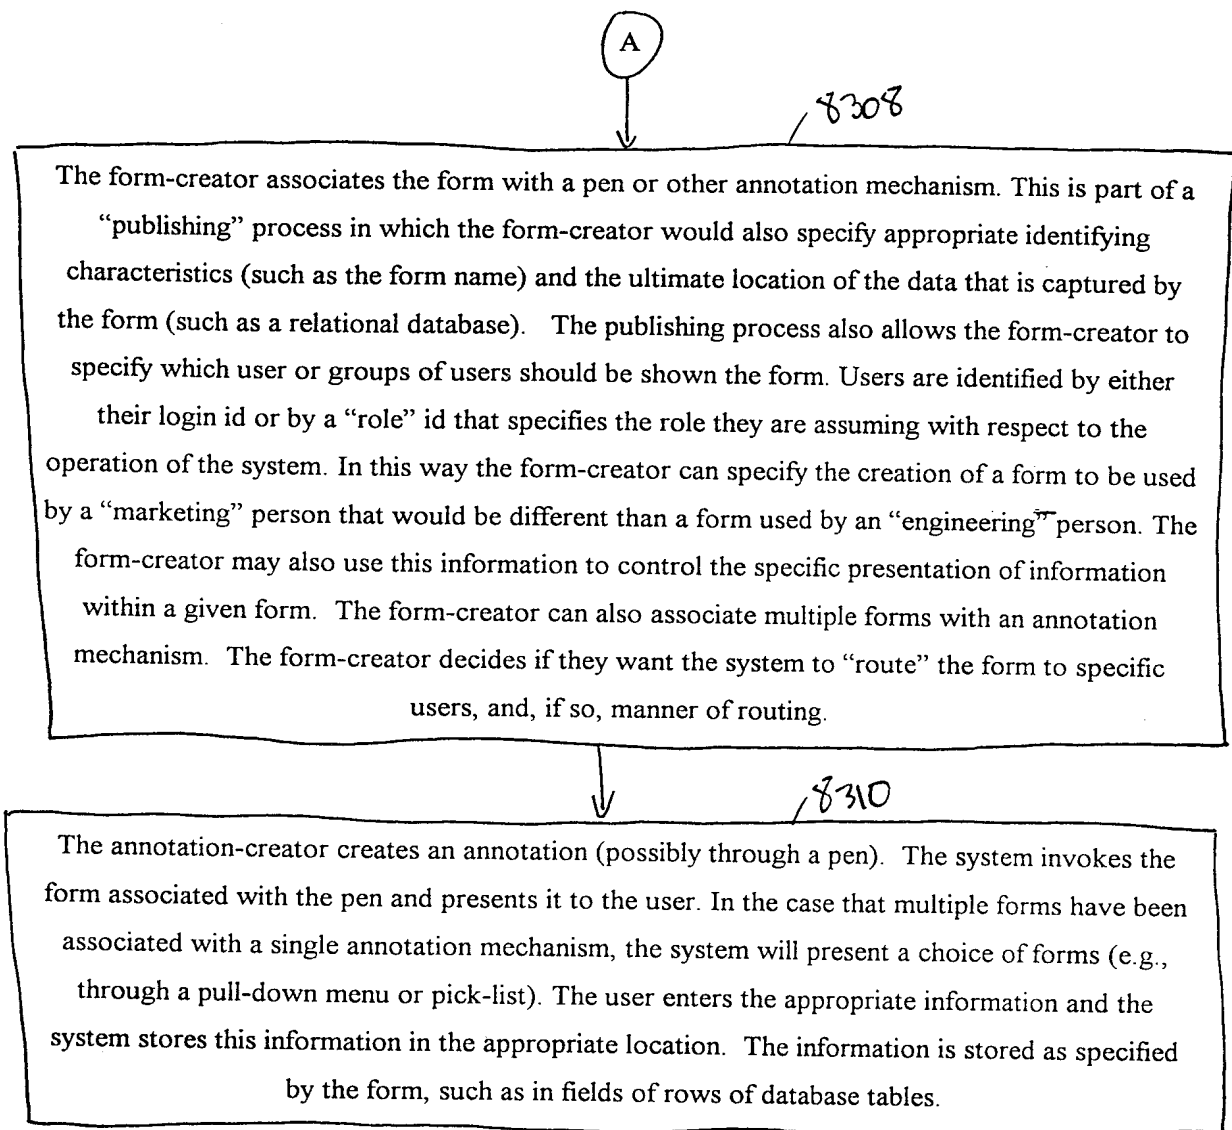 A
8308
The form-creator associates the form with a pen or other annotation mechanism. This is part of a
“publishing” process in which the form-creator would also specify appropriate identifying
characteristics (such as the form name) and the ultimate location of the data that is captured by
the form (such as a relational database). The publishing process also allows the form-creator to
specify which user or groups of users should be shown the form. Users are identified by either
their login id or by a “role” id that specifies the role they are assuming with respect to the
operation of the system. In this way the form-creator can specify the creation of a form to be used
by a “marketing” person that would be different than a form used by an “engineering” person. The
form-creator may also use this information to control the specific presentation of information
within a given form. The form-creator can also associate multiple forms with an annotation
mechanism. The form-creator decides if they want the system to “route” the form to specific
users, and, if so, manner of routing.
8310
The annotation-creator creates an annotation (possibly through a pen). The system invokes the
form associated with the pen and presents it to the user. In the case that multiple forms have been
associated with a single annotation mechanism, the system will present a choice of forms (e.g.,
through a pull-down menu or pick-list). The user enters the appropriate information and the
system stores this information in the appropriate location. The information is stored as specified
by the form, such as in fields of rows of database tables.